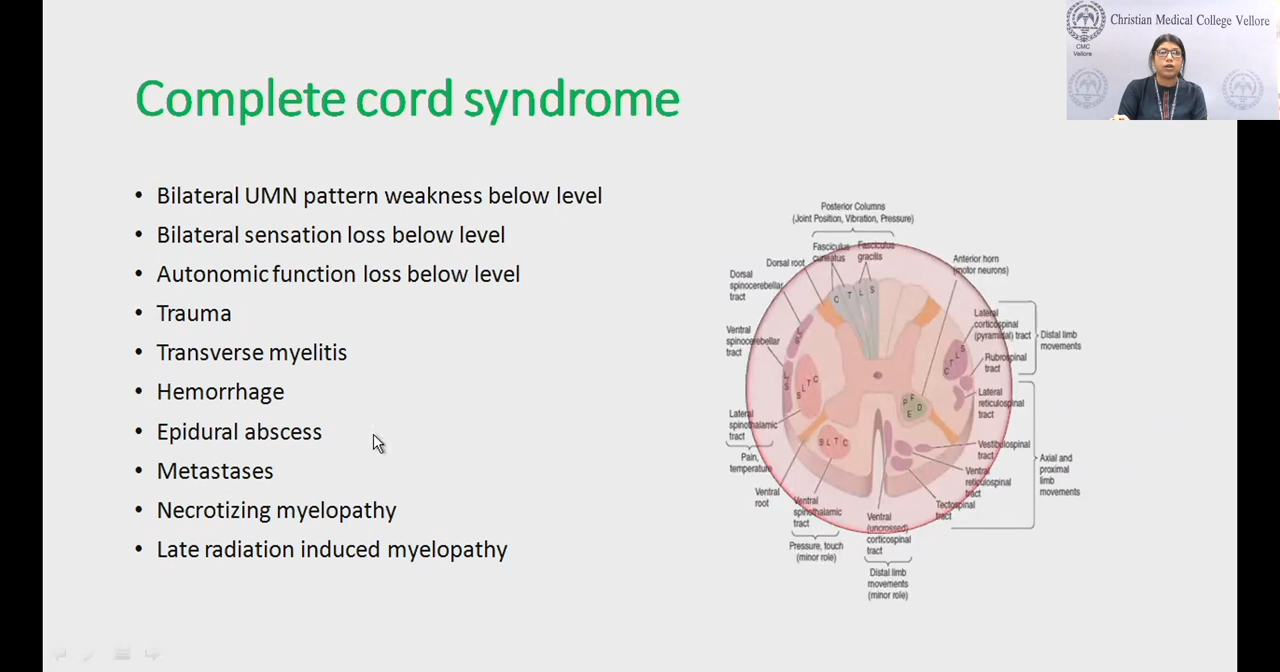 Christian Medical College Vellore
CMC
Vellore
Complete cord syndrome
• Bilateral UMN pattern weakness below level
• Bilateral sensation loss below level
• Autonomic function loss below level
• Trauma
• Transverse myelitis
• Hemorrhage
• Epidural abscess
• Metastases
• Necrotizing myelopathy
• Late radiation induced myelopathy
Posterior Columns
(Joint Position, Vibration, Pressure)
Fasciculus
cuneatus
Fasciculus
gracilis
Dorsal root
Dorsal
spinocerebellar
tract
Anterior horn
(motor neurons)
C T L S
Ventral
spinocerebellar
tract
Lateral
corticospinal
(pyramidal) tract
Distal limb
movements
L
S
S
L
T
C
Rubrospinal
tract
L
S
S
L
T
C
P
F
E
D
Lateral
reticulospinal
tract
Lateral
spinothalamic
tract
S L T C
Vestibulospinal
tract
Pain,
temperature
Ventral
reticulospinal
tract
Axial and
proximal
limb
movements
Ventral
root
Ventral
spinothalamic
tract
Tectospinal
tract
Ventral
(uncrossed)
corticospinal
tract
Pressure, touch
(minor role)
Distal limb
movements
(minor role)